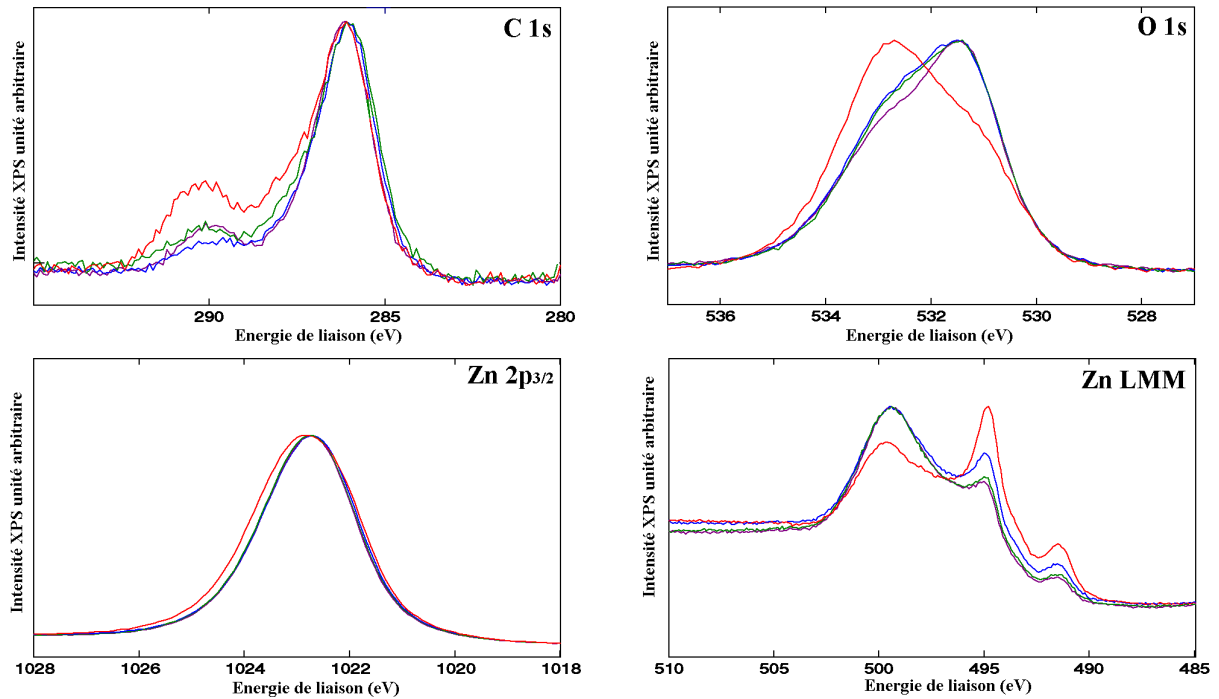 C 1s
Intensité XPS unité arbitraire
290 285 280
Energie de liaison (eV)
O 1s
Intensité XPS unité arbitraire
536 534 532 530 528
Energie de liaison (eV)
Zn 2p3/2
Intensité XPS unité arbitraire
1028 1026 1024 1022 1020 1018
Energie de liaison (eV)
Zn LMM
Intensité XPS unité arbitraire
510 505 500 495 490 485
Energie de liaison (eV)